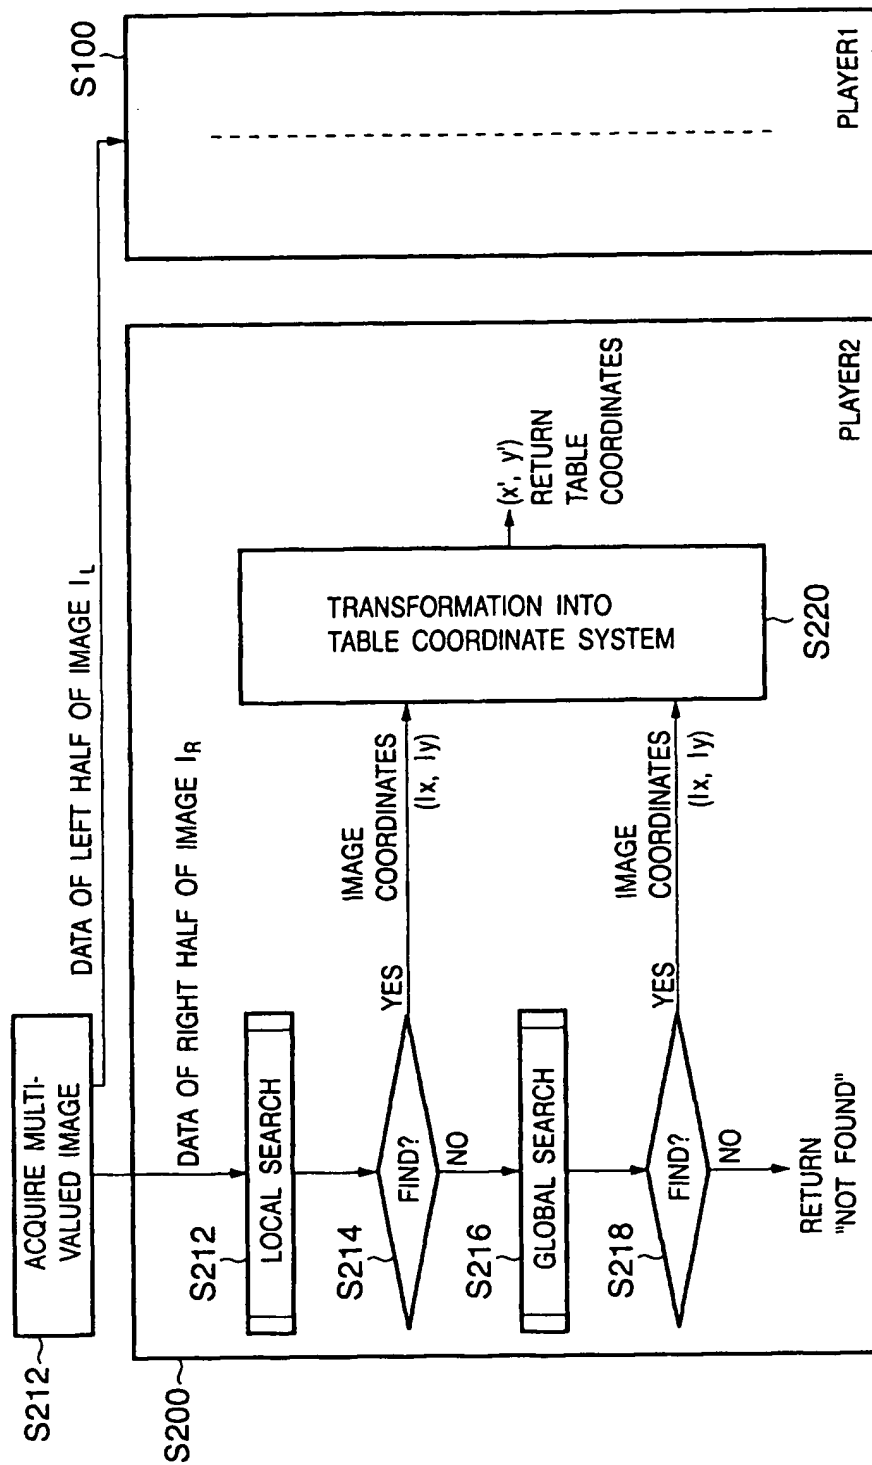 S212
ACQUIRE MULTI-
VALUED IMAGE
DATA OF LEFT HALF OF IMAGE IL
S100
S200
DATA OF RIGHT HALF OF IMAGE IR
S212
LOCAL SEARCH
S214
FIND?
YES
NO
IMAGE
COORDINATES
(Ix, Iy)
S216
GLOBAL SEARCH
S218
FIND?
YES
NO
IMAGE
COORDINATES
(Ix, Iy)
RETURN
"NOT FOUND"
TRANSFORMATION INTO
TABLE COORDINATE SYSTEM
S220
(x', y')
RETURN
TABLE
COORDINATES
PLAYER2
PLAYER1